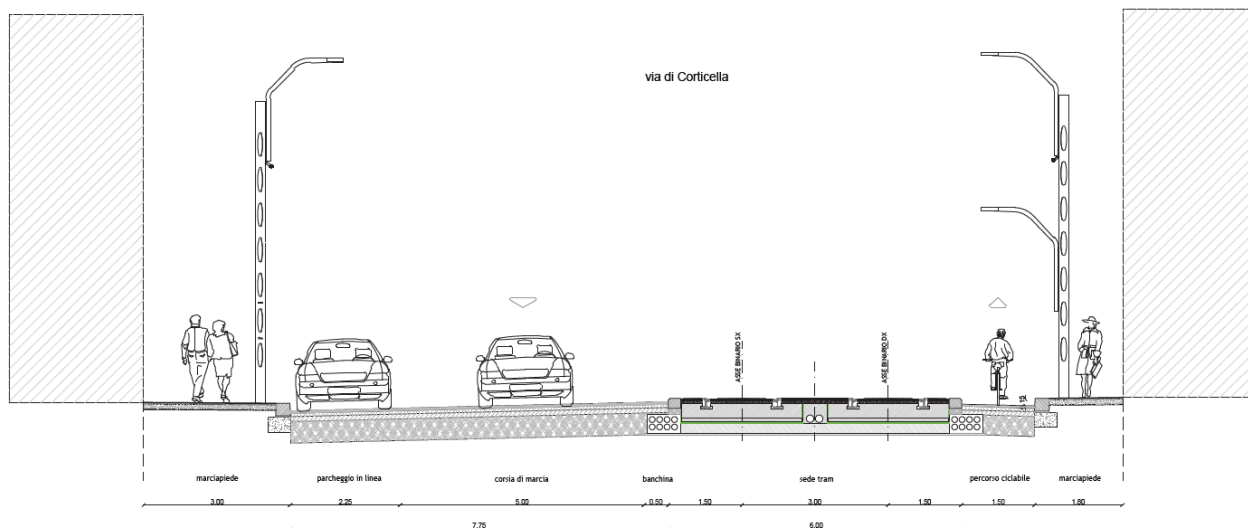 via di Corticella
ASSE BINARIO SX
ASSE BINARIO DX
marciapiede
parcheggio in linea
corsia di marcia
banchina
sede tram
percorso ciclabile
marciapiede
3.00
2.25
5.00
0.50
1.50
3.00
1.50
1.50
1.80
7.75
6.00